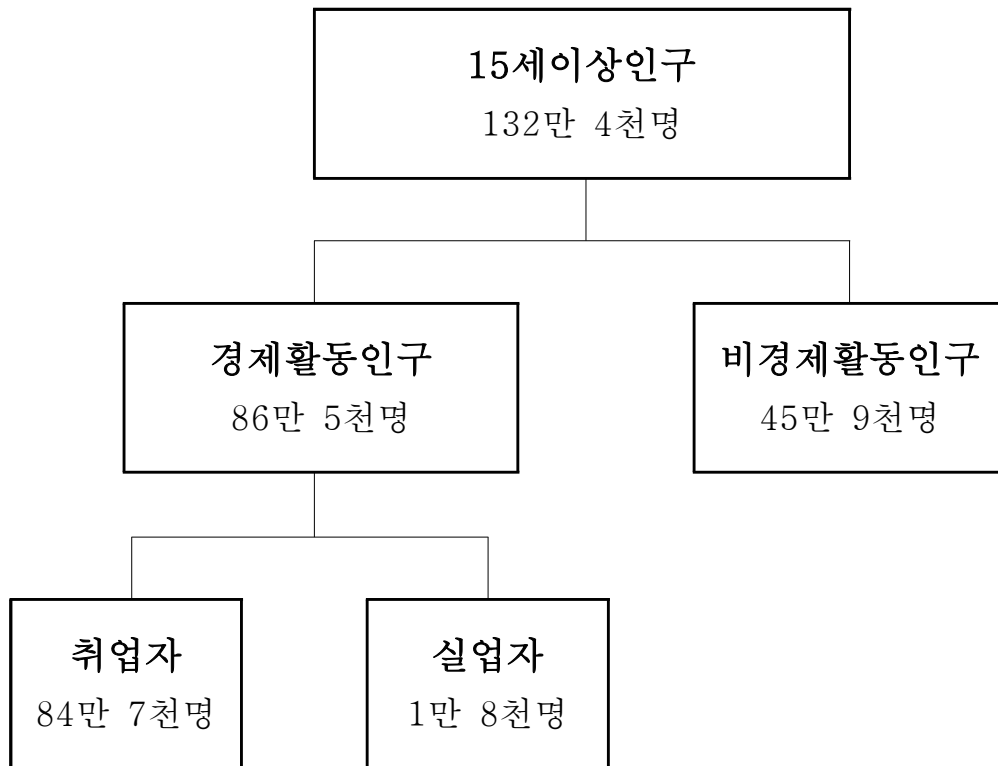 15세이상인구
132만 4천명
경제활동인구
86만 5천명
비경제활동인구
45만 9천명
취업자
84만 7천명
실업자
1만 8천명